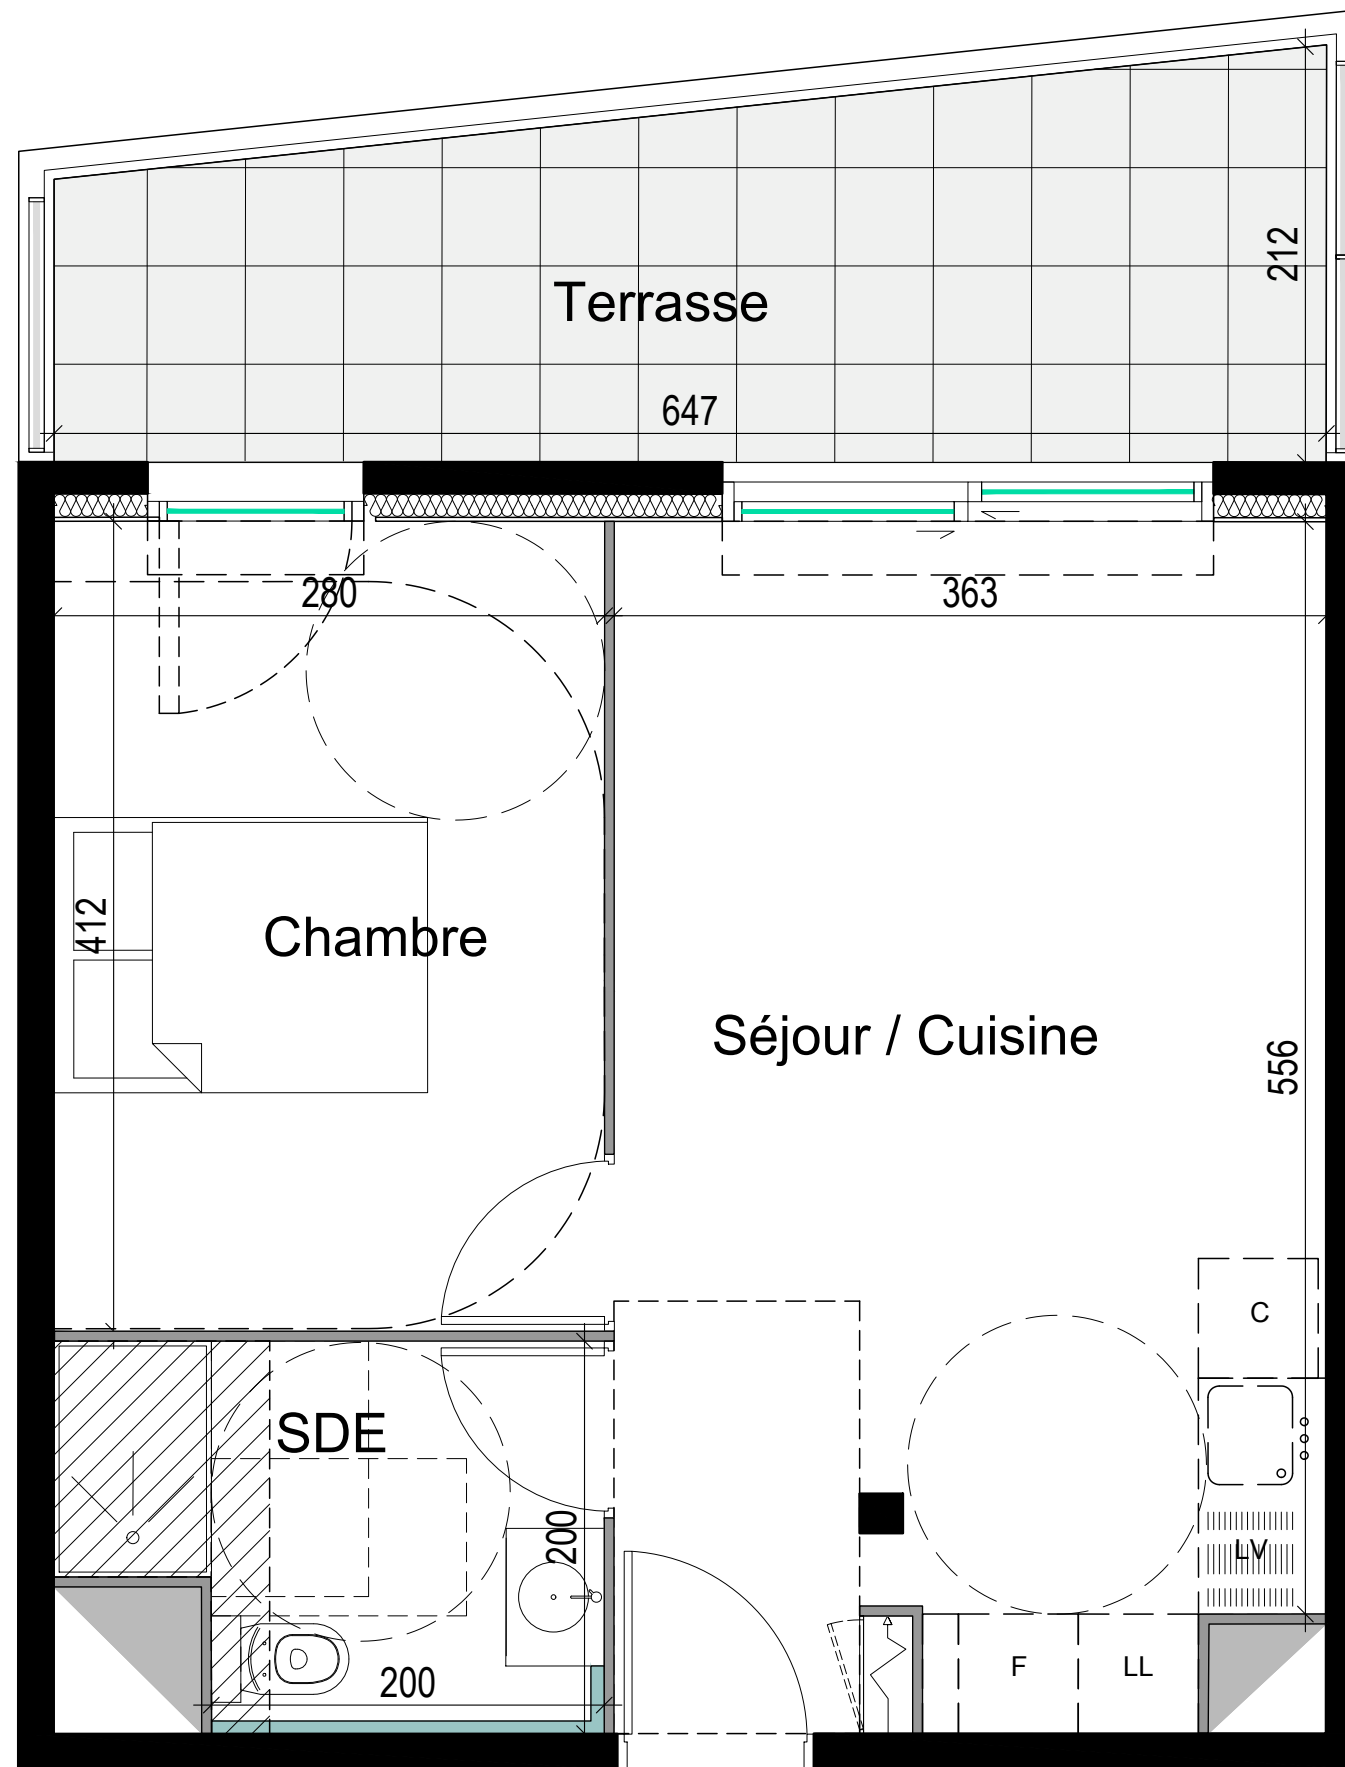 212
Terrasse
647
280
363
412
Chambre
Séjour / Cuisine
556
C
SDE
200
LV
F
LL
200